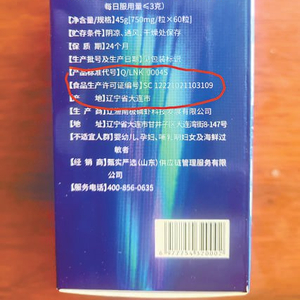 每日服用量≤3克)
[净含量/规格] 45g[750mg/粒×60粒]
[贮存条件] 阴凉、通风、干燥处保存
[保 质 期] 24个月
[生产批号及生产日期] 见包装标识
[产品标准代号] Q/LNK 0004S
[食品生产许可证编号] SC 12221071103109
[产 地] 辽宁省大连市
[生 产 商]
[地 址] 辽宁省大连市甘井子区大连湾街8-147号
[不适宜人群] 婴幼儿、孕妇、哺乳期妇女及海鲜过
敏者
[经 销 商] 甄实严选(山东)供应链管理服务有
限公司
[服务电话] 400-856-0635